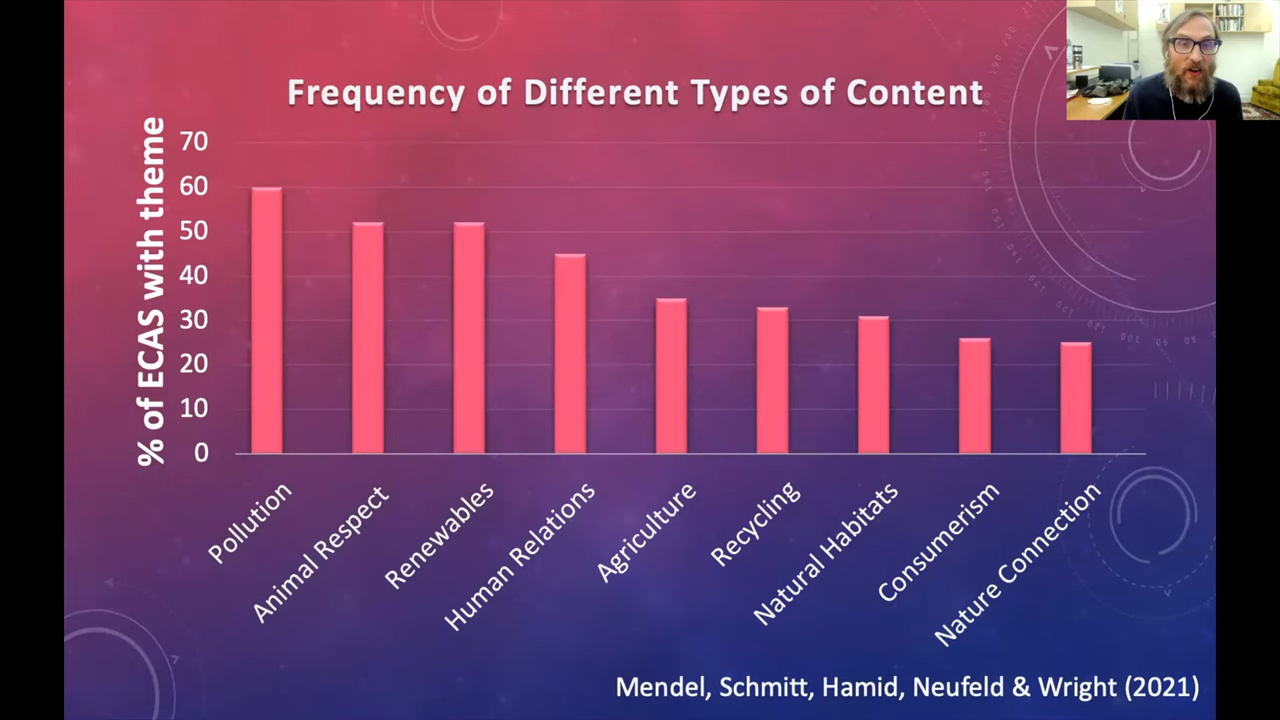 Frequency of Different Types of Content
% of ECAS with theme
70
60
50
40
30
20
10
0
Pollution
Animal Respect
Renewables
Human Relations
Agriculture
Recycling
Natural Habitats
Consumerism
Nature Connection
Mendel, Schmitt, Hamid, Neufeld & Wright (2021)